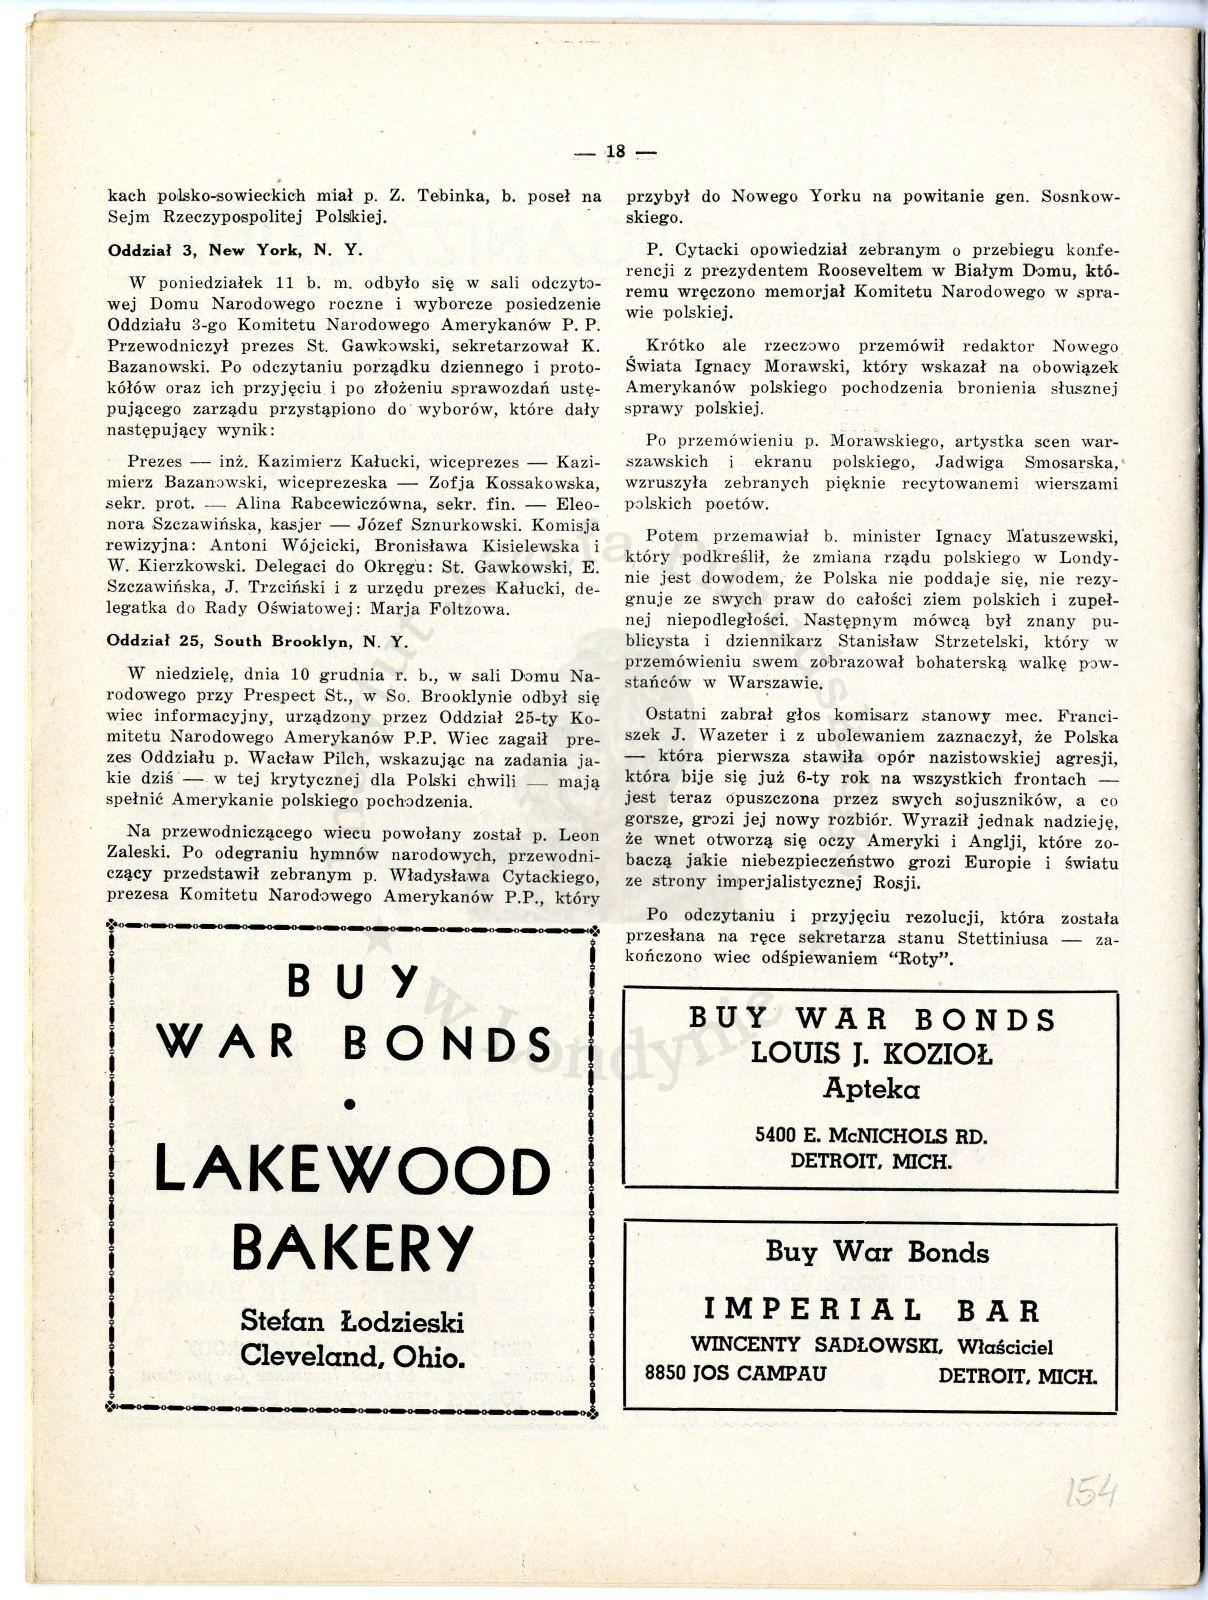 — 18 —
kach polsko-sowieckich miał p. Z. Tebinka, b. poseł na
Sejm Rzeczypospolitej Polskiej.
Oddział 3, New York, N. Y.
W poniedziałek 11 b. m. odbyło się w sali odczyto-
wej Domu Narodowego roczne i wyborcze posiedzenie
Oddziału 3-go Komitetu Narodowego Amerykanów P. P.
Przewodniczył prezes St. Gawkowski, sekretarzował K.
Bazanowski. Po odczytaniu porządku dziennego i proto-
kółów oraz ich przyjęciu i po złożeniu sprawozdań ustę-
pującego zarządu przystąpiono do wyborów, które dały
następujący wynik:
Prezes — inż. Kazimierz Kałucki, wiceprezes — Kazi-
mierz Bazanowski, wiceprezeska — Zofja Kossakowska,
sekr. prot. — Alina Rabcewiczówna, sekr. fin. — Eleo-
nora Szczawińska, kasjer — Józef Sznurkowski. Komisja
rewizyjna: Antoni Wójcicki, Bronisława Kisielewska i
W. Kierzkowski. Delegaci do Okręgu: St. Gawkowski, E.
Szczawińska, J. Trzciński i z urzędu prezes Kałucki, de-
legatka do Rady Oświatowej: Marja Foltzowa.
Oddział 25, South Brooklyn, N. Y.
W niedzielę, dnia 10 grudnia r. b., w sali Domu Na-
rodowego przy Prespect St., w So. Brooklynie odbył się
wiec informacyjny, urządzony przez Oddział 25-ty Ko-
mitetu Narodowego Amerykanów P.P. Wiec zagaił pre-
zes Oddziału p. Wacław Pilch, wskazując na zadania ja-
kie dziś — w tej krytycznej dla Polski chwili — mają
spełnić Amerykanie polskiego pochodzenia.
Na przewodniczącego wiecu powołany został p. Leon
Zaleski. Po odegraniu hymnów narodowych, przewodni-
czący przedstawił zebranym p. Władysława Cytackiego,
prezesa Komitetu Narodowego Amerykanów P.P., który
BUY
WAR BONDS
•
LAKEWOOD
BAKERY
Stefan Łodzieski
Cleveland, Ohio.
przybył do Nowego Yorku na powitanie gen. Sosnkow-
skiego.
P. Cytacki opowiedział zebranym o przebiegu konfe-
rencji z prezydentem Rooseveltem w Białym Domu, któ-
remu wręczono memorjał Komitetu Narodowego w spra-
wie polskiej.
Krótko ale rzeczowo przemówił redaktor Nowego
Świata Ignacy Morawski, który wskazał na obowiązek
Amerykanów polskiego pochodzenia bronienia słusznej
sprawy polskiej.
Po przemówieniu p. Morawskiego, artystka scen war-
szawskich i ekranu polskiego, Jadwiga Smosarska,
wzruszyła zebranych pięknie recytowanemi wierszami
polskich poetów.
Potem przemawiał b. minister Ignacy Matuszewski,
który podkreślił, że zmiana rządu polskiego w Londy-
nie jest dowodem, że Polska nie poddaje się, nie rezy-
gnuje ze swych praw do całości ziem polskich i zupeł-
nej niepodległości. Następnym mówcą był znany pu-
blicysta i dziennikarz Stanisław Strzetelski, który w
przemówieniu swem zobrazował bohaterską walkę pow-
stańców w Warszawie.
Ostatni zabrał głos komisarz stanowy mec. Franci-
szek J. Wazeter i z ubolewaniem zaznaczył, że Polska
— która pierwsza stawiła opór nazistowskiej agresji,
która bije się już 6-ty rok na wszystkich frontach —
jest teraz opuszczona przez swych sojuszników, a co
gorsze, grozi jej nowy rozbiór. Wyraził jednak nadzieję,
że wnet otworzą się oczy Ameryki i Anglji, które zo-
baczą jakie niebezpieczeństwo grozi Europie i światu
ze strony imperjalistycznej Rosji.
Po odczytaniu i przyjęciu rezolucji, która została
przesłana na ręce sekretarza stanu Stettiniusa — za-
kończono wiec odśpiewaniem “Roty”.
BUY WAR BONDS
LOUIS J. KOZIOŁ
Apteka
5400 E. McNICHOLS RD.
DETROIT, MICH.
Buy War Bonds
IMPERIAL BAR
WINCENTY SADŁOWSKI, Właściciel
8850 JOS CAMPAU DETROIT, MICH.
154
w Londynie